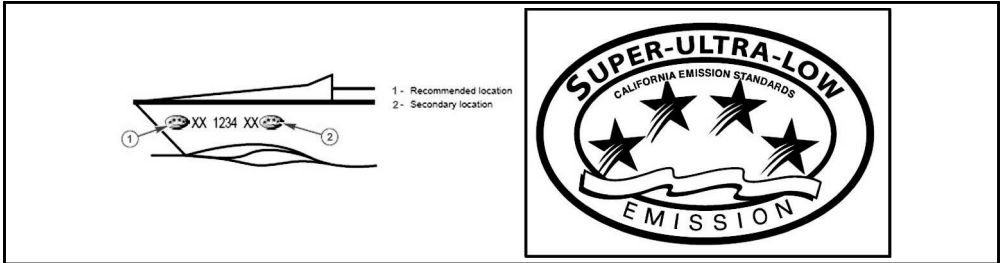 1 - Recommended location
2 - Secondary location
XX 1234 XX
1
2
SUPER-ULTRA-LOW
CALIFORNIA EMISSION STANDARDS
EMISSION